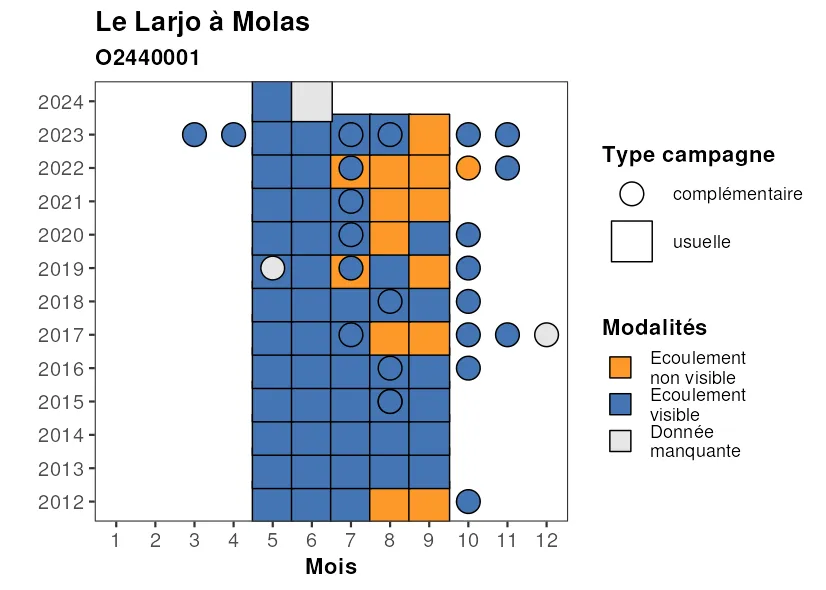 Le Larjo à Molas
O2440001
2024
2023
2022
2021
2020
2019
2018
2017
2016
2015
2014
2013
2012
1 2 3 4 5 6 7 8 9 10 11 12
Mois
Type campagne
complémentaire
usuelle
Modalités
Ecoulement
non visible
Ecoulement
visible
Donnée
manquante